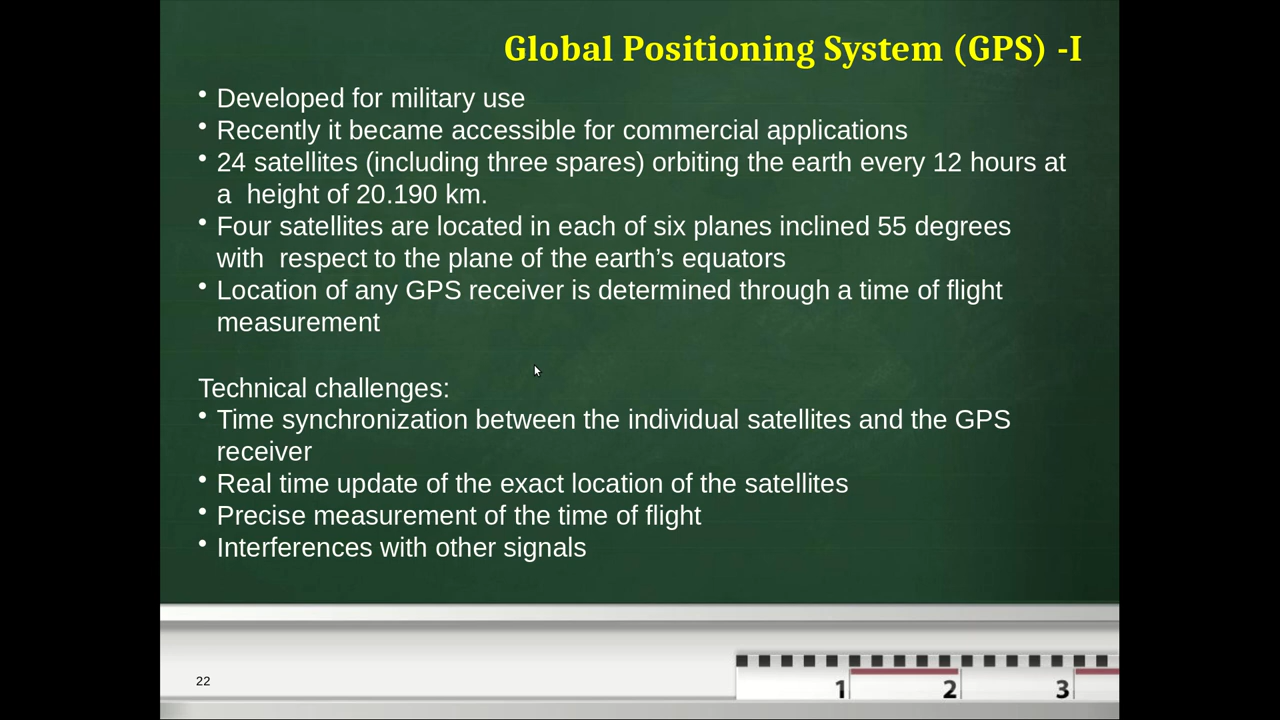 Global Positioning System (GPS) -I
• Developed for military use
• Recently it became accessible for commercial applications
• 24 satellites (including three spares) orbiting the earth every 12 hours at
a  height of 20.190 km.
• Four satellites are located in each of six planes inclined 55 degrees
with  respect to the plane of the earth’s equators
• Location of any GPS receiver is determined through a time of flight
measurement
Technical challenges:
• Time synchronization between the individual satellites and the GPS
receiver
• Real time update of the exact location of the satellites
• Precise measurement of the time of flight
• Interferences with other signals
22
1 2 3